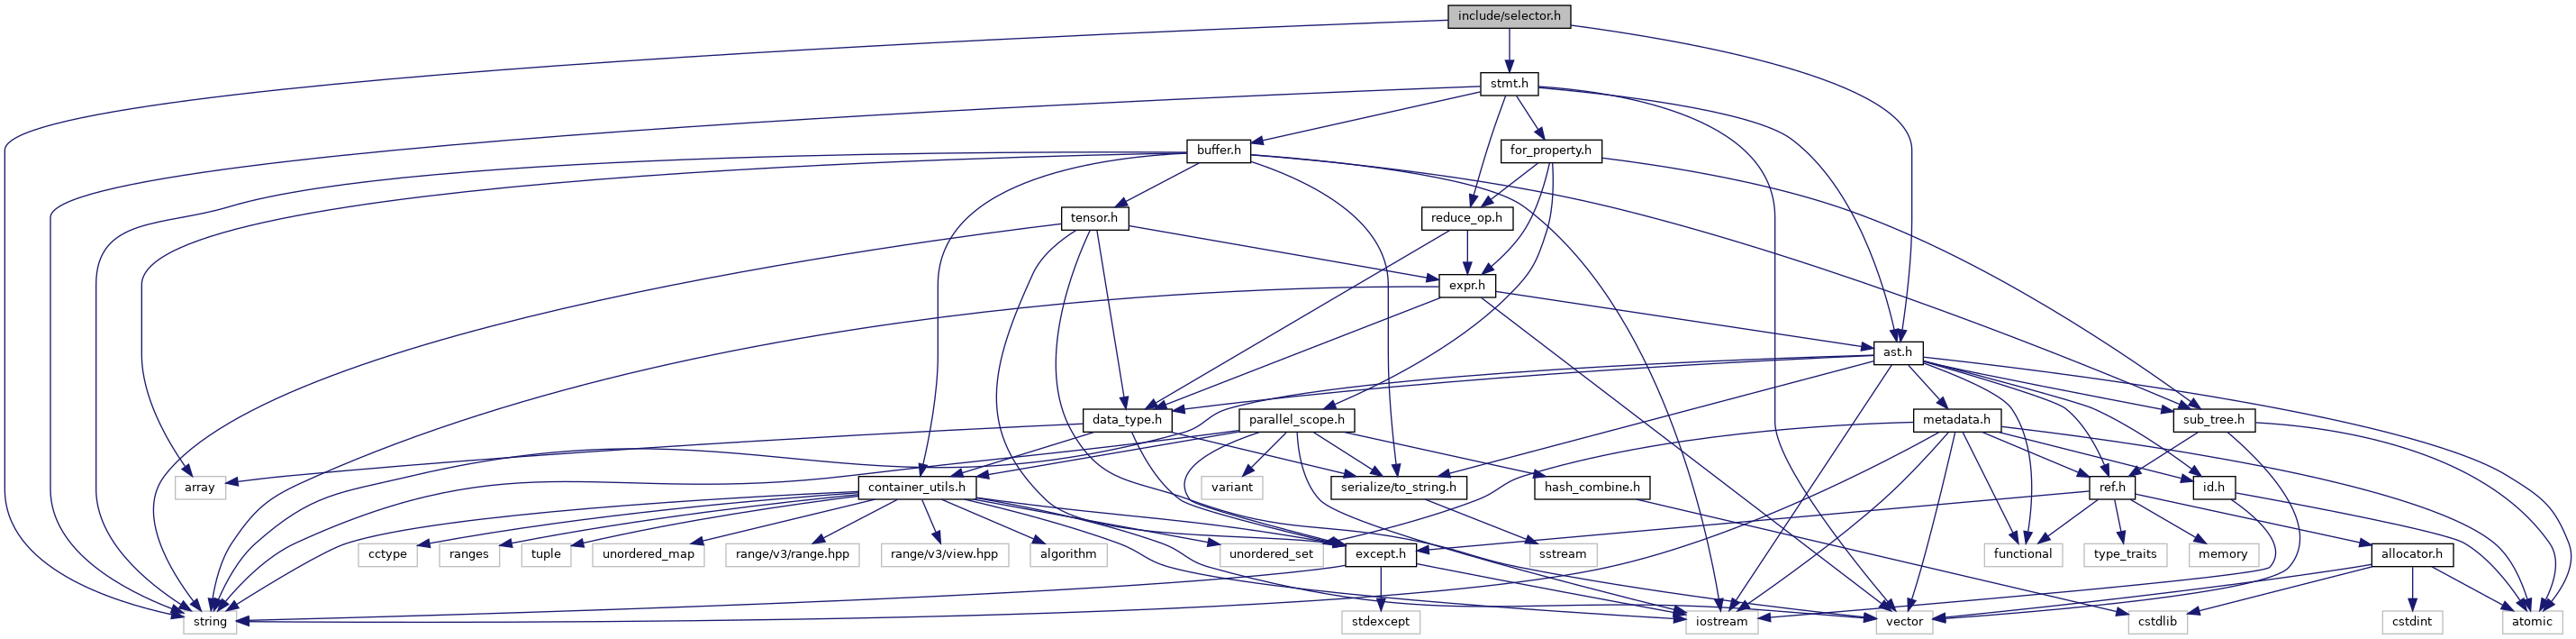 include/selector.h
stmt.h
buffer.h
for_property.h
tensor.h
reduce_op.h
expr.h
ast.h
data_type.h
parallel_scope.h
metadata.h
sub_tree.h
array
container_utils.h
variant
serialize/to_string.h
hash_combine.h
ref.h
id.h
cctype
ranges
tuple
unordered_map
range/v3/range.hpp
range/v3/view.hpp
algorithm
unordered_set
except.h
sstream
functional
type_traits
memory
allocator.h
string
stdexcept
iostream
vector
cstdlib
cstdint
atomic